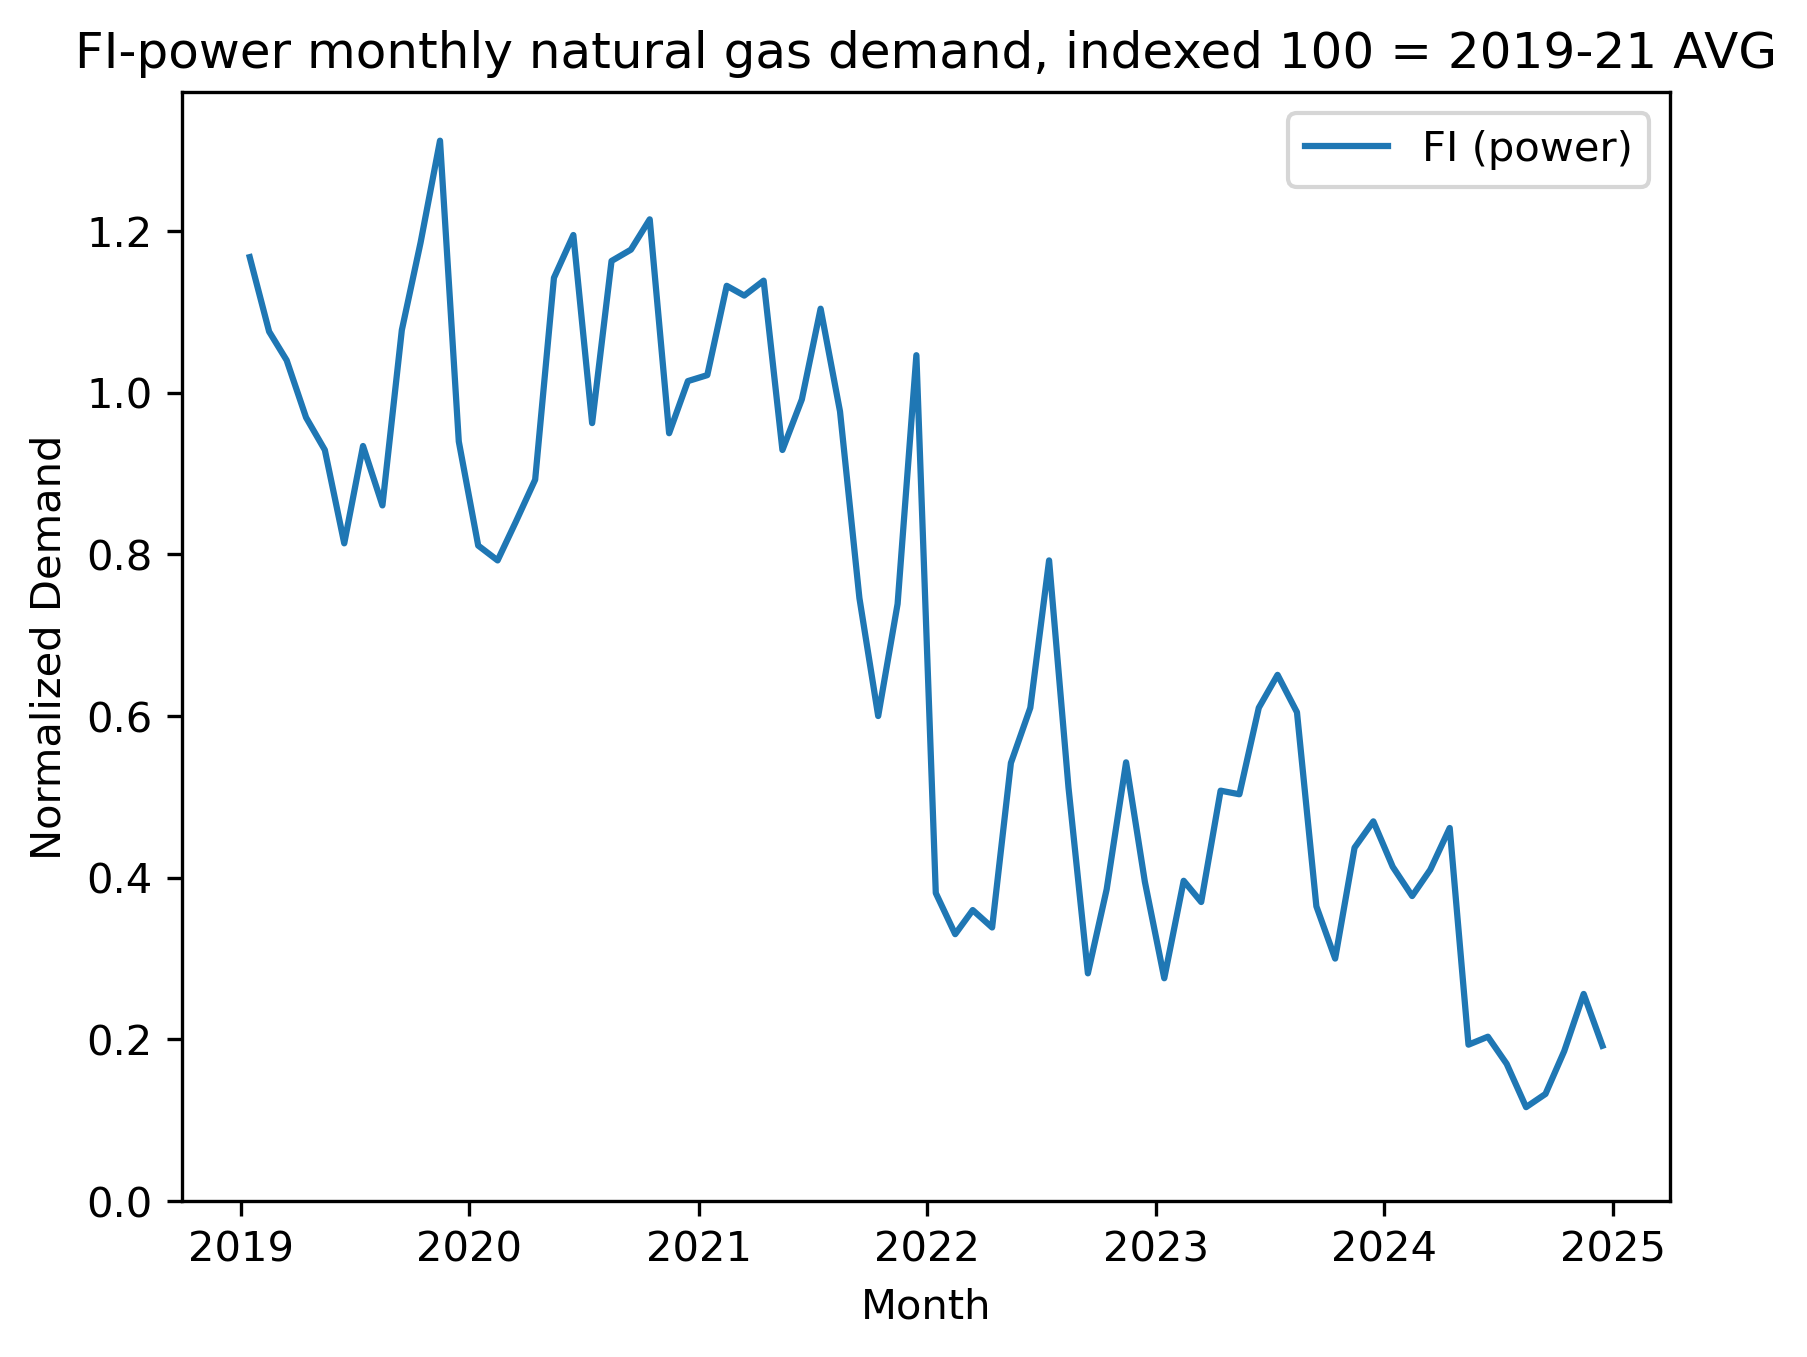 FI-power monthly natural gas demand, indexed 100 = 2019-21 AVG
FI (power)
Normalized Demand
1.2
1.0
0.8
0.6
0.4
0.2
0.0
2019 2020 2021 2022 2023 2024 2025
Month